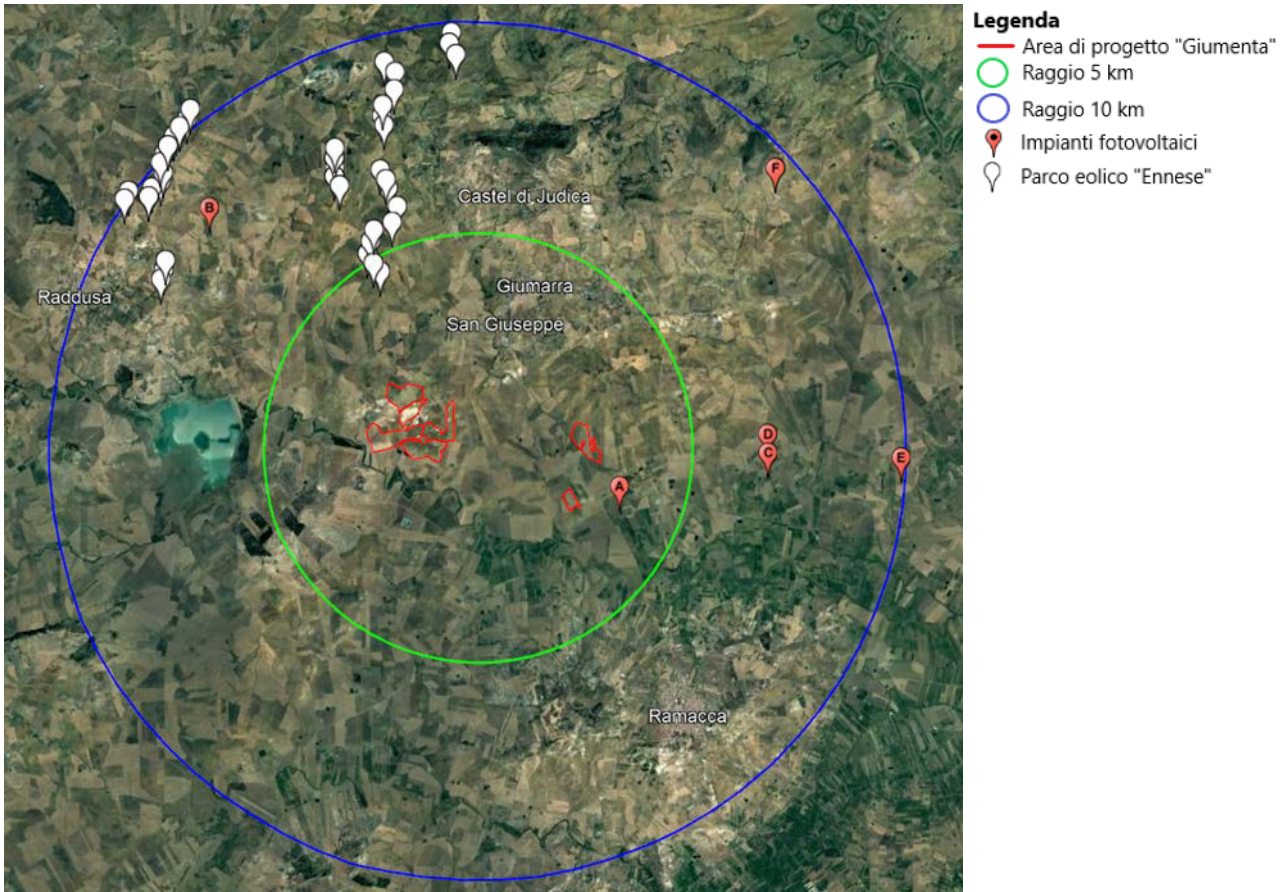 Legenda
Area di progetto "Giumenta"
Raggio 5 km
Raggio 10 km
Impianti fotovoltaici
Parco eolico "Ennese"
F
Castel di Judica
B
Giumarra
Raddusa
San Giuseppe
D
C
E
A
Ramacca